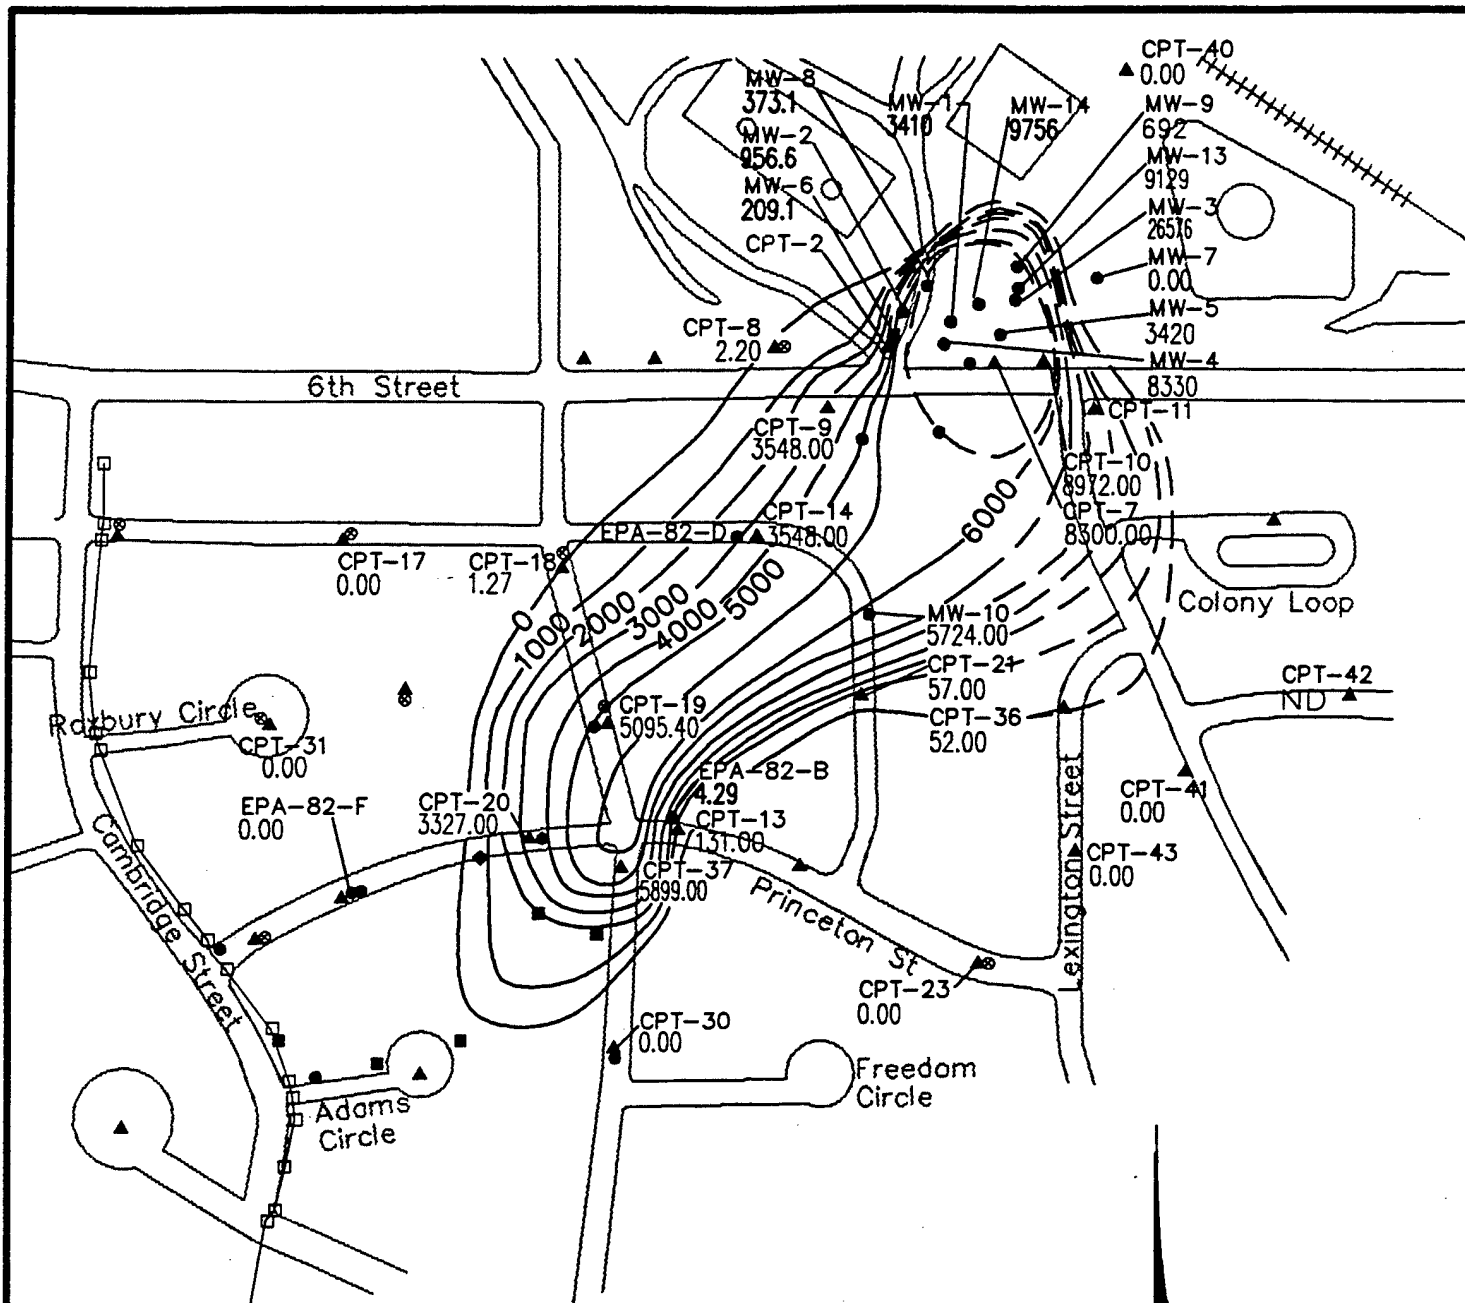 CPT-40
0.00
MW-8
373.1
MW-1
3410
MW-14
9756
MW-9
692
MW-2
956.6
MW-13
9129
MW-6
209.1
MW-3
26576
CPT-2
MW-7
0.00
MW-5
3420
CPT-8
2.20
MW-4
8330
6th Street
CPT-11
CPT-9
3548.00
CPT-10
8972.00
6000
CPT-7
8300.00
CPT-14
3548.00
EPA-82-D
CPT-17
0.00
CPT-18
1.27
0
1000
2000
3000
4000
5000
Colony Loop
MW-10
5724.00
CPT-21
57.00
CPT-42
ND
CPT-36
52.00
CPT-19
5095.40
Roxbury Circle
CPT-31
0.00
EPA-82-B
4.29
CPT-41
0.00
CPT-20
3327.00
EPA-82-F
0.00
CPT-13
131.00
CPT-43
0.00
CPT-37
5899.00
Cambridge Street
Princeton St
Lexington Street
CPT-23
0.00
CPT-30
0.00
Freedom
Circle
Adams
Circle